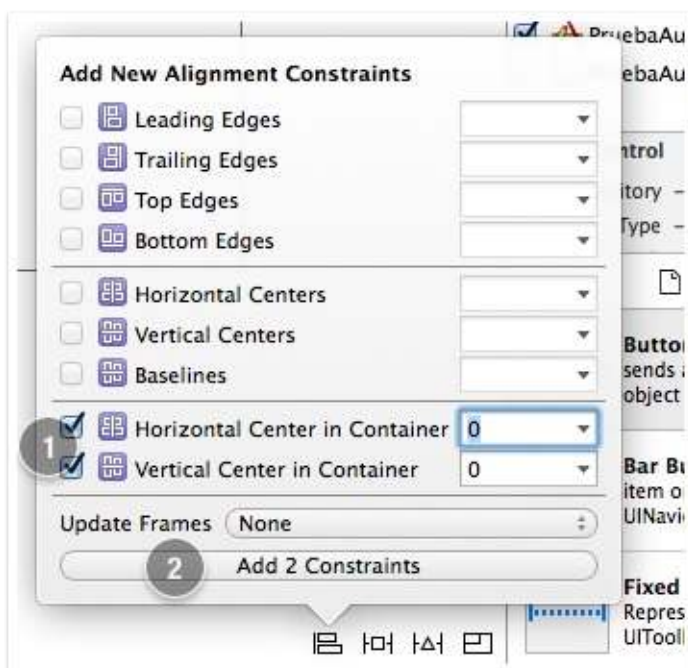 PruebaAu
Add New Alignment Constraints
ebaAu
Leading Edges
Trailing Edges
ntrol
Top Edges
itory –
Bottom Edges
Type –
Horizontal Centers
Vertical Centers
Butto
Baselines
sends
object
1
Horizontal Center in Container 0
Vertical Center in Container 0
Bar Bu
item o
UINavi
Update Frames None
2
Add 2 Constraints
Fixed
Repres
UITool